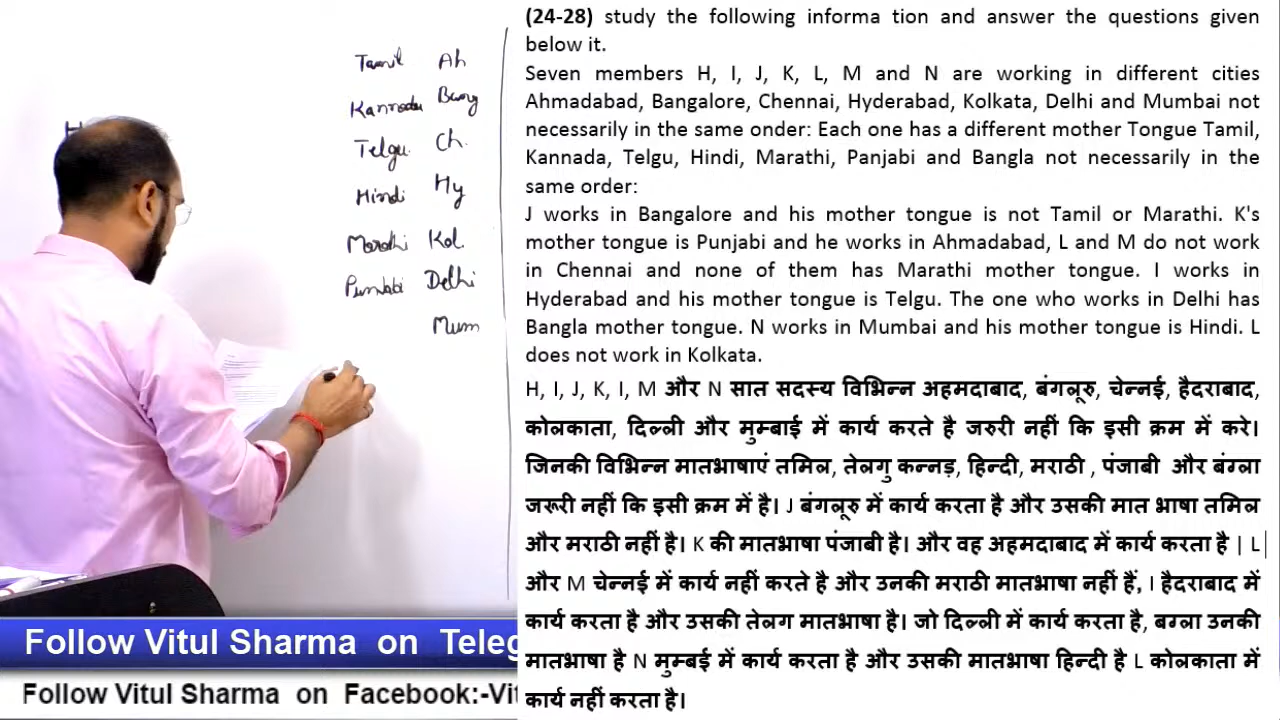 H
Tamil Ah
Kannada Bang
Telgu Ch.
Hindi Hy
Marathi Kol.
Punjabi Delhi
Mum
(24-28) study the following informa tion and answer the questions given
below it.
Seven members H, I, J, K, L, M and N are working in different cities
Ahmadabad, Bangalore, Chennai, Hyderabad, Kolkata, Delhi and Mumbai not
necessarily in the same onder: Each one has a different mother Tongue Tamil,
Kannada, Telgu, Hindi, Marathi, Panjabi and Bangla not necessarily in the
same order:
J works in Bangalore and his mother tongue is not Tamil or Marathi. K's
mother tongue is Punjabi and he works in Ahmadabad, L and M do not work
in Chennai and none of them has Marathi mother tongue. I works in
Hyderabad and his mother tongue is Telgu. The one who works in Delhi has
Bangla mother tongue. N works in Mumbai and his mother tongue is Hindi. L
does not work in Kolkata.
H, I, J, K, I, M और N सात सदस्य विभिन्न अहमदाबाद, बंगलूरु, चेन्नई, हैदराबाद,
कोलकाता, दिल्ली और मुम्बाई में कार्य करते है जरुरी नहीं कि इसी क्रम में करे।
जिनकी विभिन्न मातभाषाएं तमिल, तेलगु कन्नड़, हिन्दी, मराठी , पंजाबी और बंग्ला
जरूरी नहीं कि इसी क्रम में है। J बंगलूरु में कार्य करता है और उसकी मात भाषा तमिल
और मराठी नहीं है। K की मातभाषा पंजाबी है। और वह अहमदाबाद में कार्य करता है | L
और M चेन्नई में कार्य नहीं करते है और उनकी मराठी मातभाषा नहीं हैं, I हैदराबाद में
कार्य करता है और उसकी तेलग मातभाषा है। जो दिल्ली में कार्य करता है, बग्ला उनकी
मातभाषा है N मुम्बई में कार्य करता है और उसकी मातभाषा हिन्दी है L कोलकाता में
कार्य नहीं करता है।
Follow Vitul Sharma on Teleg
Follow Vitul Sharma on Facebook:-Vit